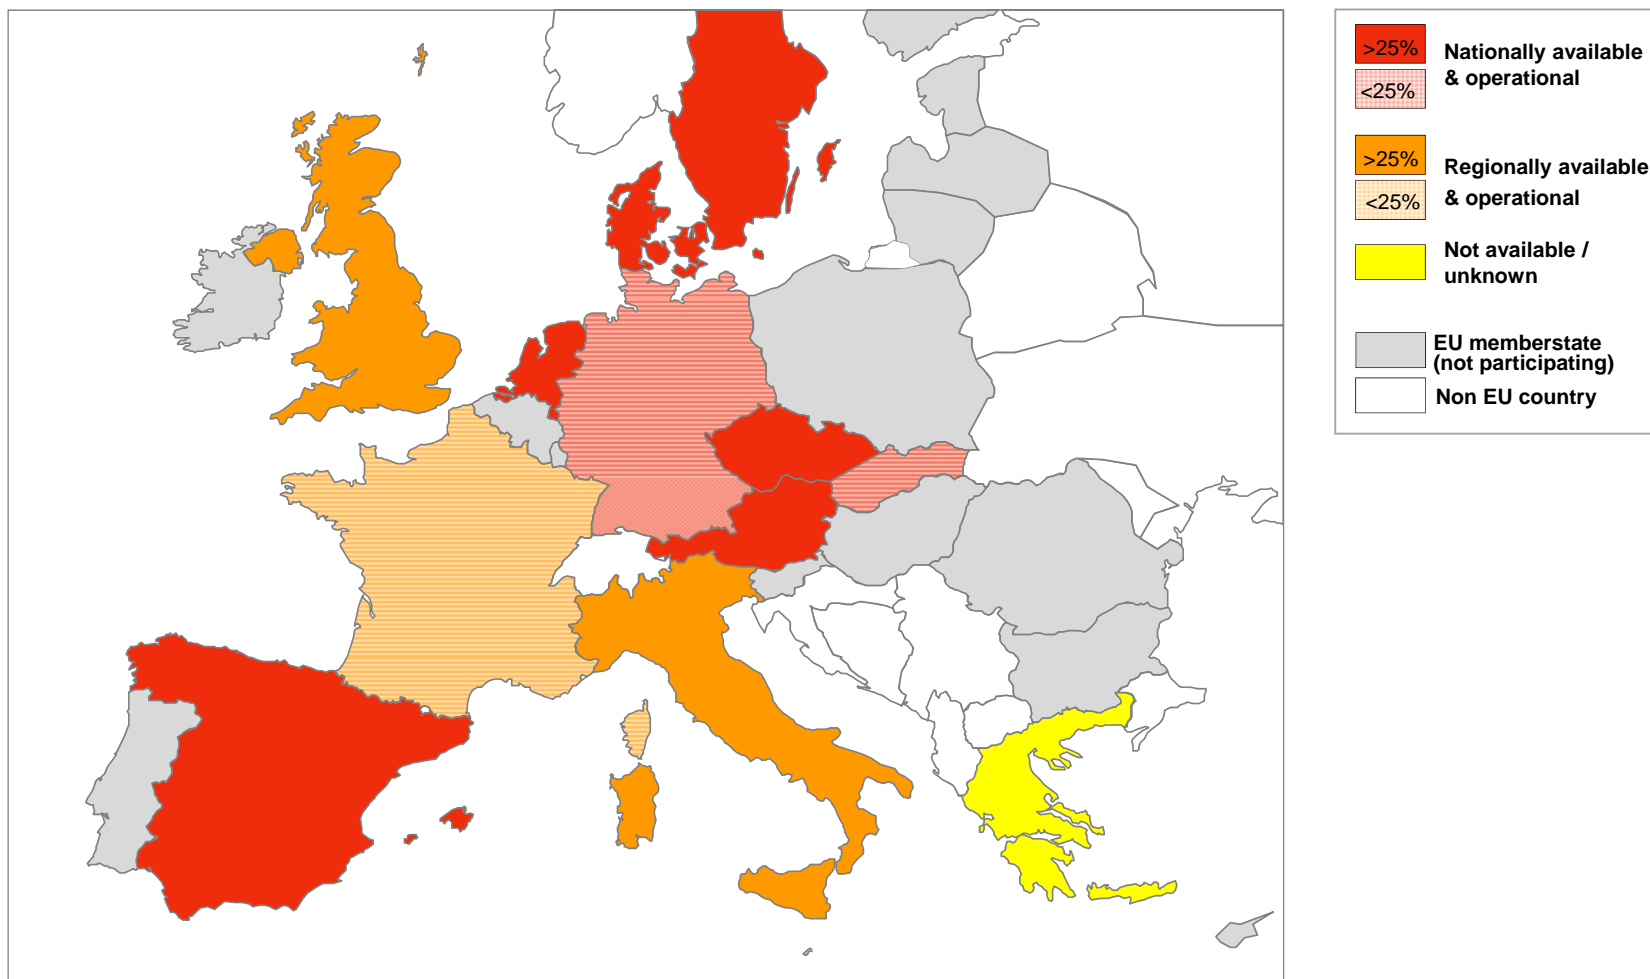 >25%
Nationally available
& operational
<25%
>25%
Regionally available
& operational
<25%
Not available /
unknown
EU memberstate
(not participating)
Non EU country